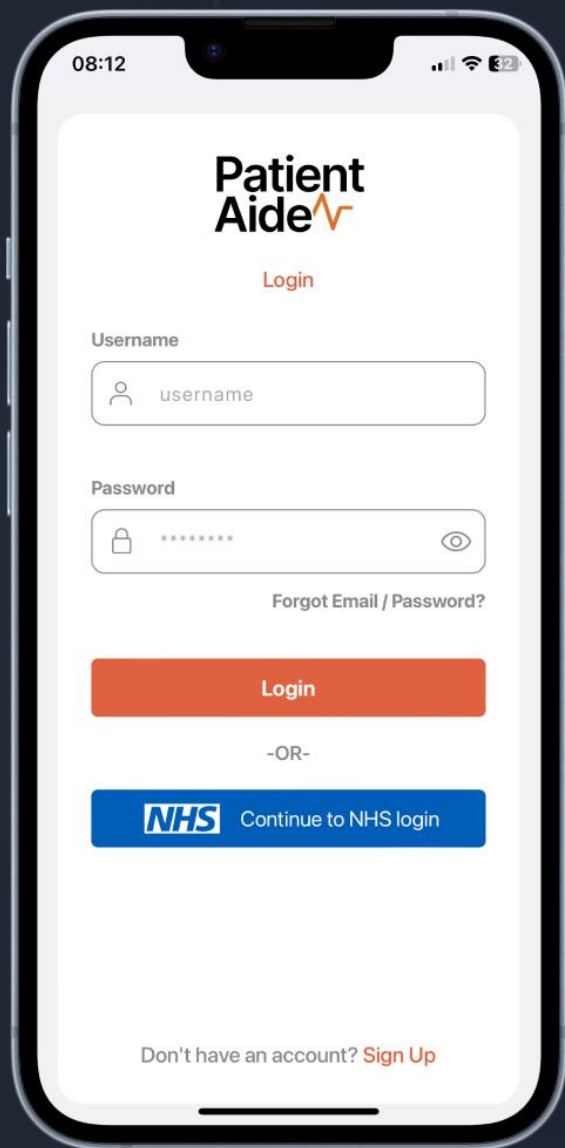 08:12
32
Patient
Aide
Login
Username
username
Password
********
Forgot Email / Password?
Login
-OR-
NHS Continue to NHS login
Don't have an account? Sign Up